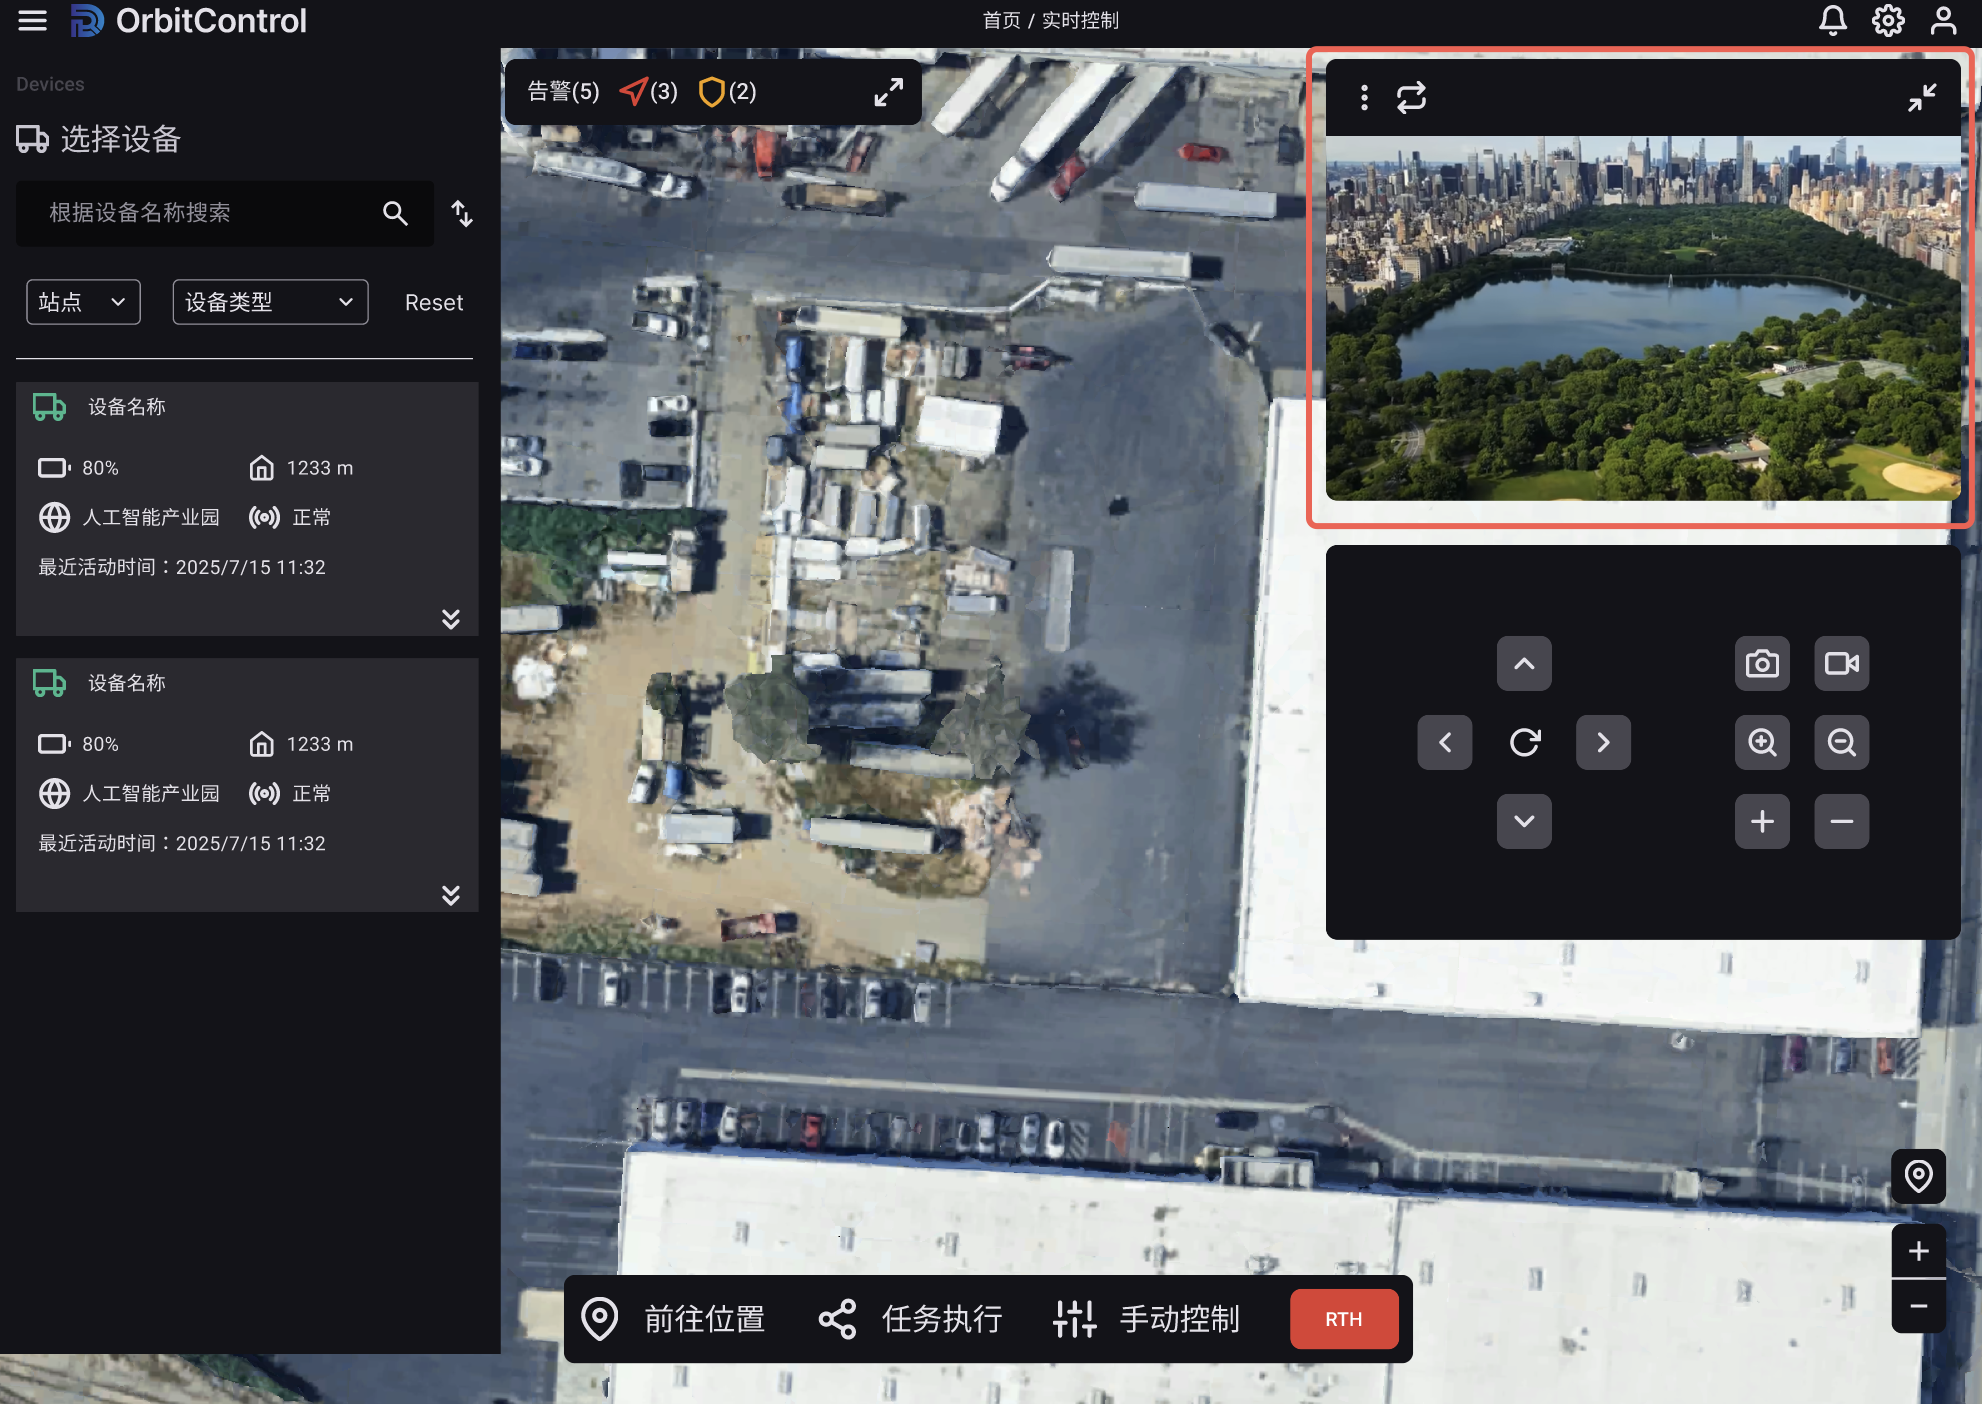 OrbitControl
首页 / 实时控制
Devices
选择设备
根据设备名称搜索
站点
设备类型
Reset
设备名称
80%
1233 m
人工智能产业园
正常
最近活动时间：2025/7/15 11:32
设备名称
80%
1233 m
人工智能产业园
正常
最近活动时间：2025/7/15 11:32
告警(5) (3) (2)
前往位置
任务执行
手动控制
RTH